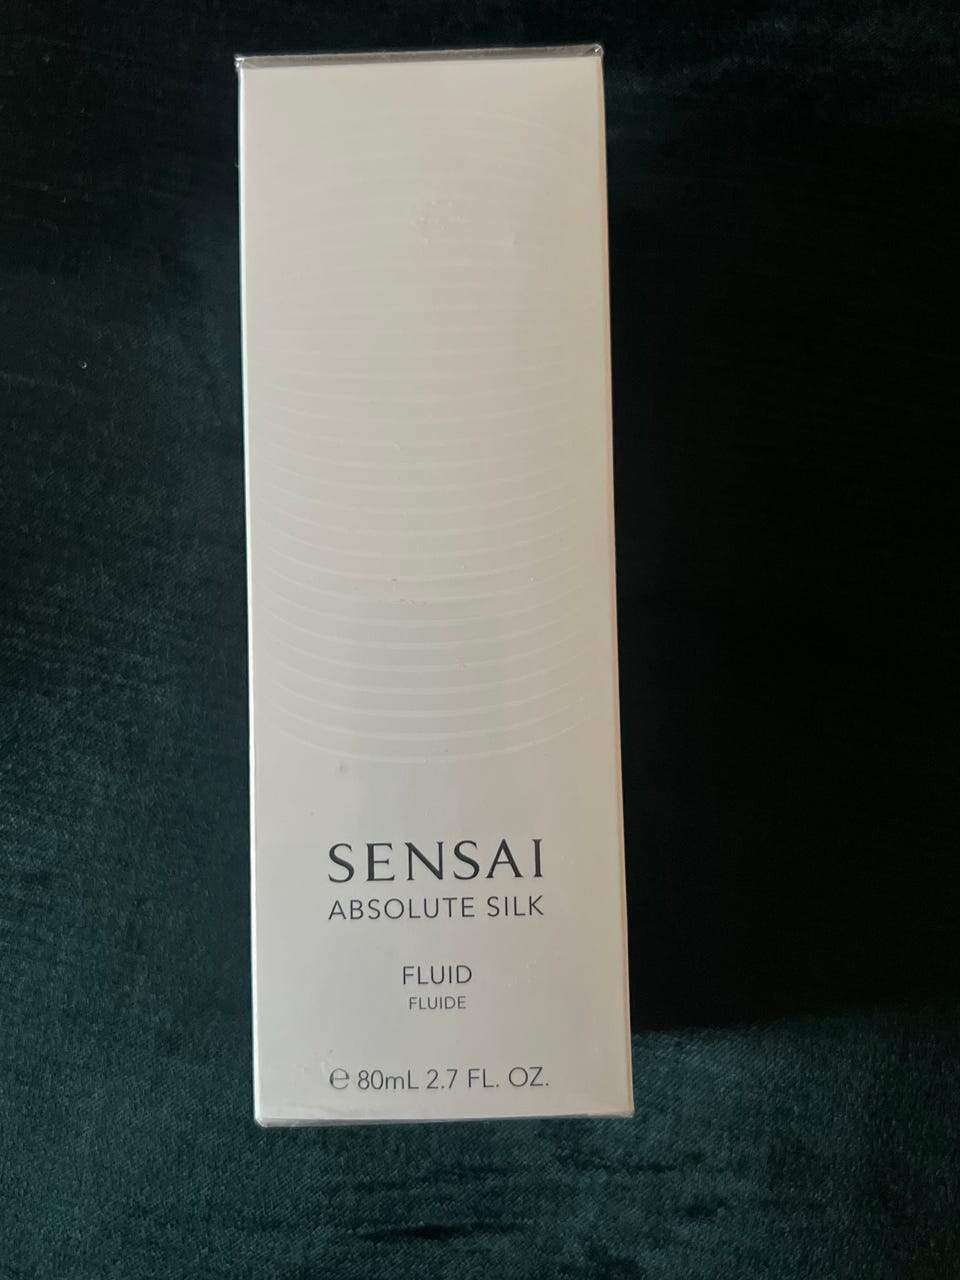 SENSAI
ABSOLUTE SILK
FLUID
FLUIDE
℮ 80mL 2.7 FL. OZ.